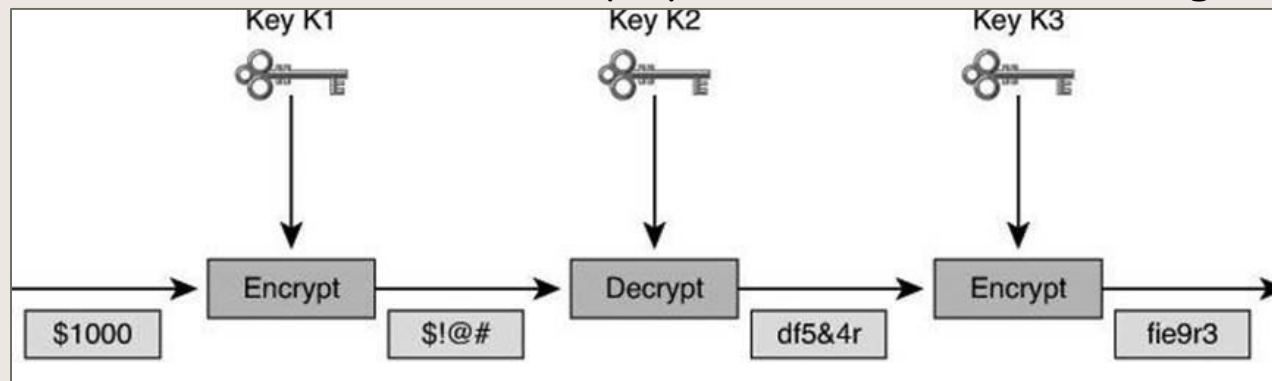 Key K1 Key K2 Key K3
Encrypt Decrypt Encrypt
$1000 $!@# df5&4r fie9r3